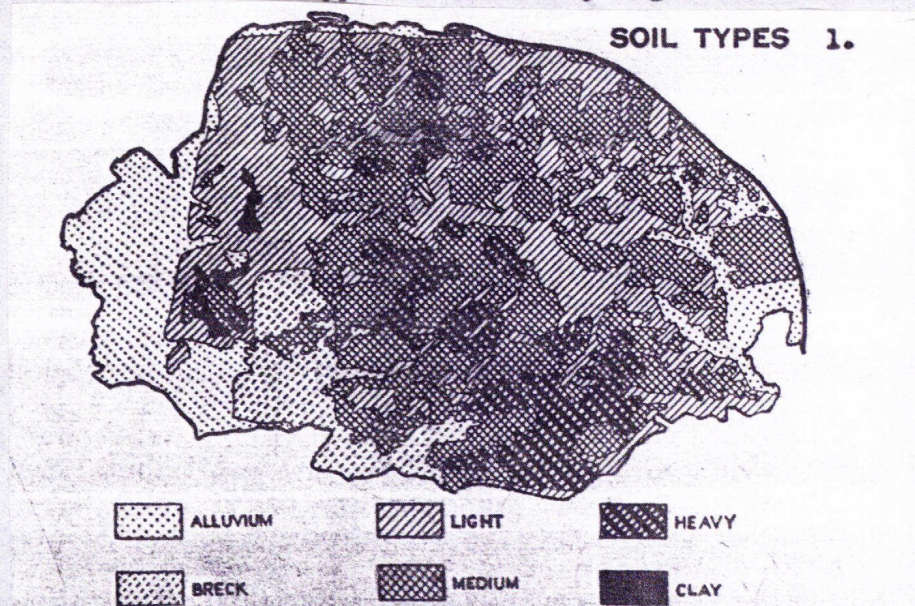 SOIL TYPES 1.
ALLUVIUM
LIGHT
HEAVY
BRECK
MEDIUM
CLAY